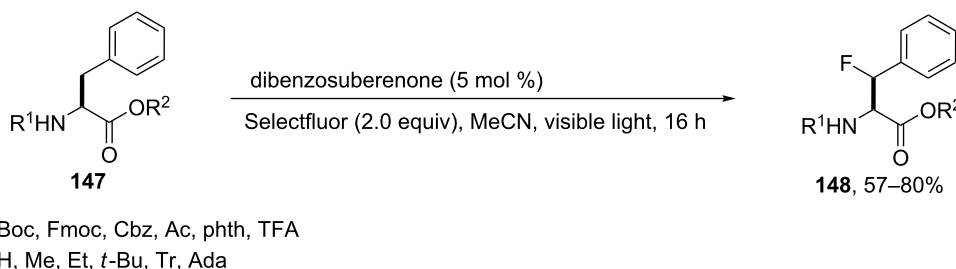 R¹HN
OR²
O
147
dibenzosuberenone (5 mol %)
Selectfluor (2.0 equiv), MeCN, visible light, 16 h
F
R¹HN
OR²
O
148, 57–80%
Boc, Fmoc, Cbz, Ac, phth, TFA
H, Me, Et, t-Bu, Tr, Ada